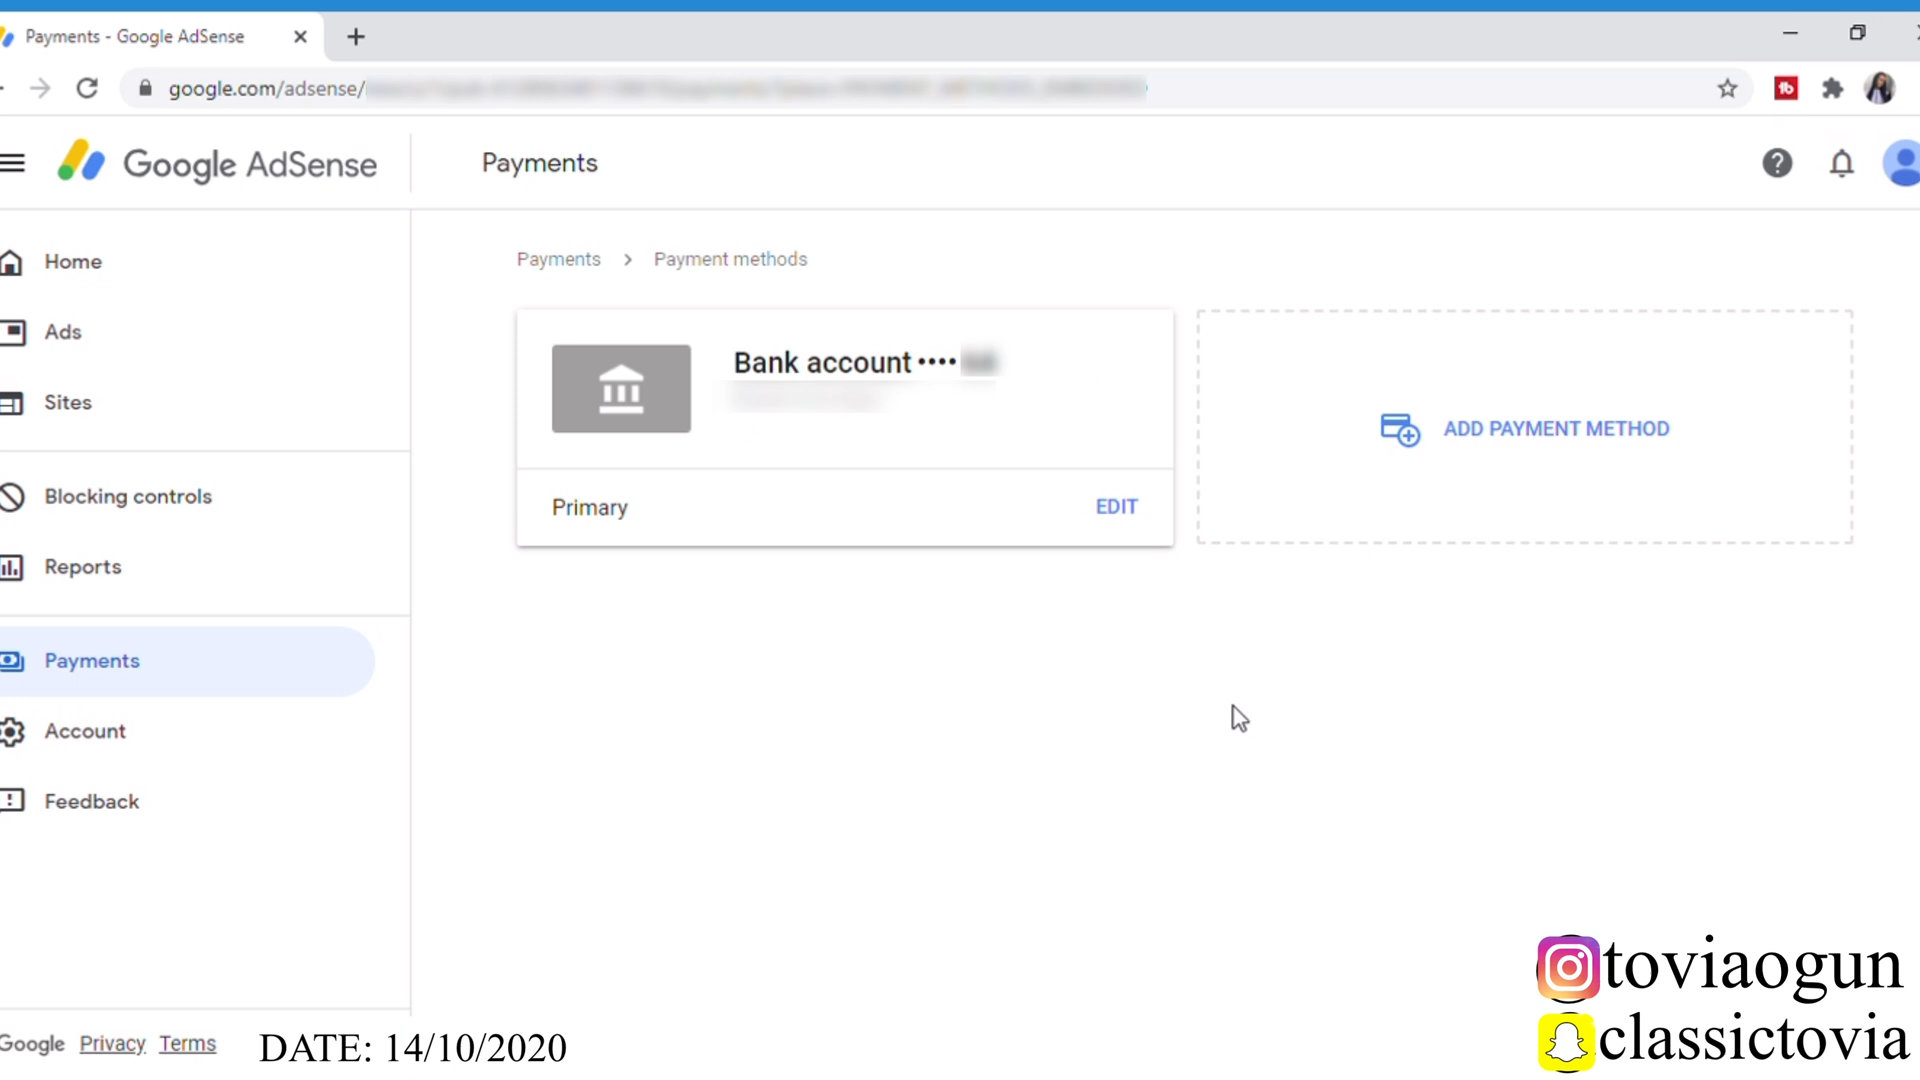 Payments - Google AdSense
google.com/adsense/
Google AdSense
Payments
Home
Ads
Sites
Blocking controls
Reports
Payments
Account
Feedback
Payments > Payment methods
Bank account ••••
Primary
EDIT
ADD PAYMENT METHOD
toviaogun
classictovia
Google Privacy Terms
DATE: 14/10/2020